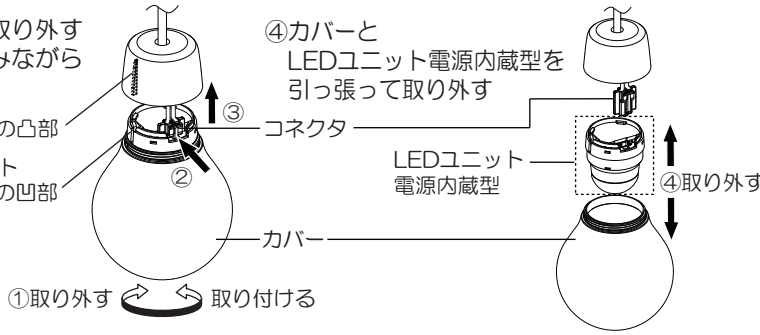 取り外す
みながら
の凸部
ト
の凹部
③
②
①取り外す
取り付ける
④カバーと
LEDユニット電源内蔵型を
引っ張って取り外す
コネクタ
LEDユニット
電源内蔵型
④取り外す
カバー